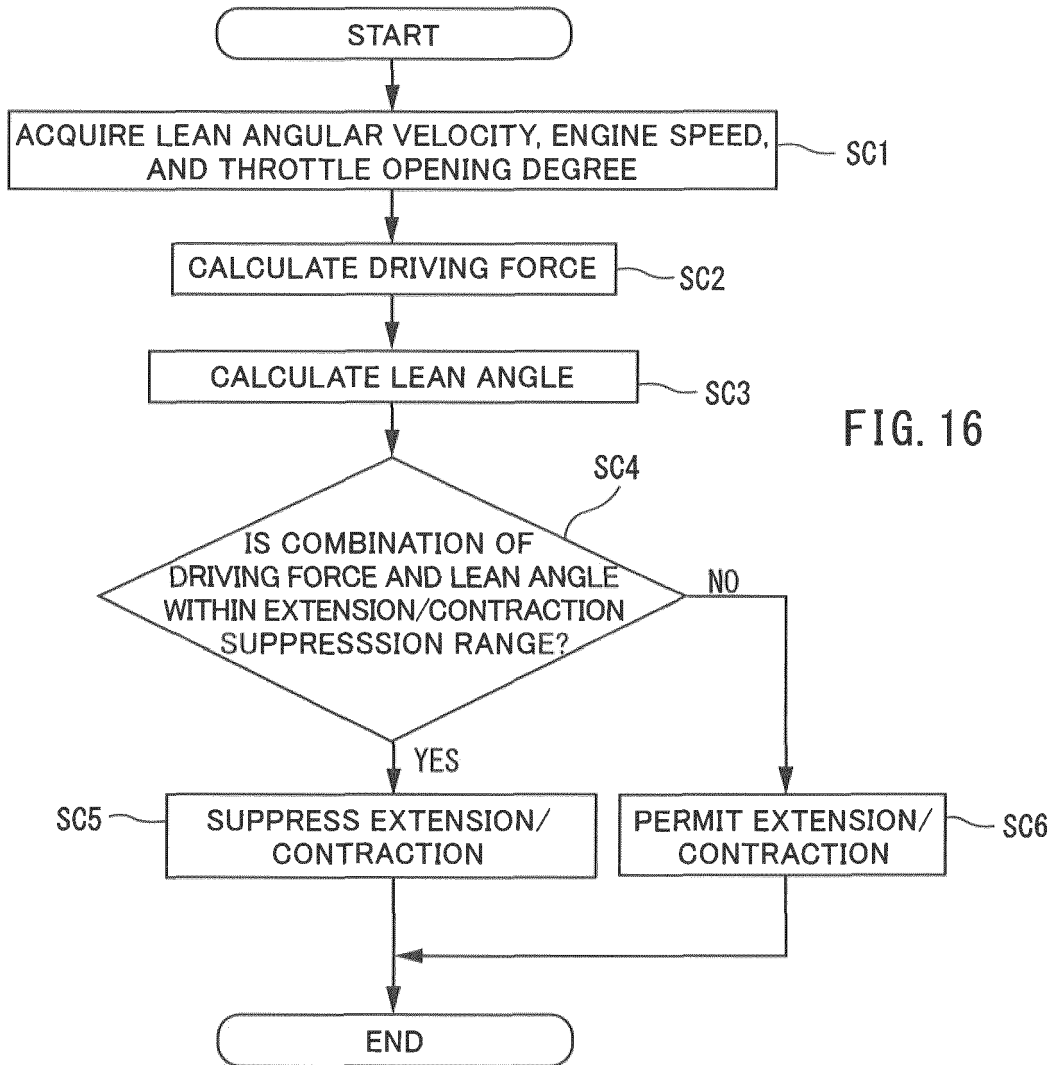 START
ACQUIRE LEAN ANGULAR VELOCITY, ENGINE SPEED,
AND THROTTLE OPENING DEGREE
SC1
CALCULATE DRIVING FORCE
SC2
CALCULATE LEAN ANGLE
SC3
FIG. 16
SC4
IS COMBINATION OF
DRIVING FORCE AND LEAN ANGLE
WITHIN EXTENSION/CONTRACTION
SUPPRESSSION RANGE?
NO
YES
SC5
SUPPRESS EXTENSION/
CONTRACTION
PERMIT EXTENSION/
CONTRACTION
SC6
END